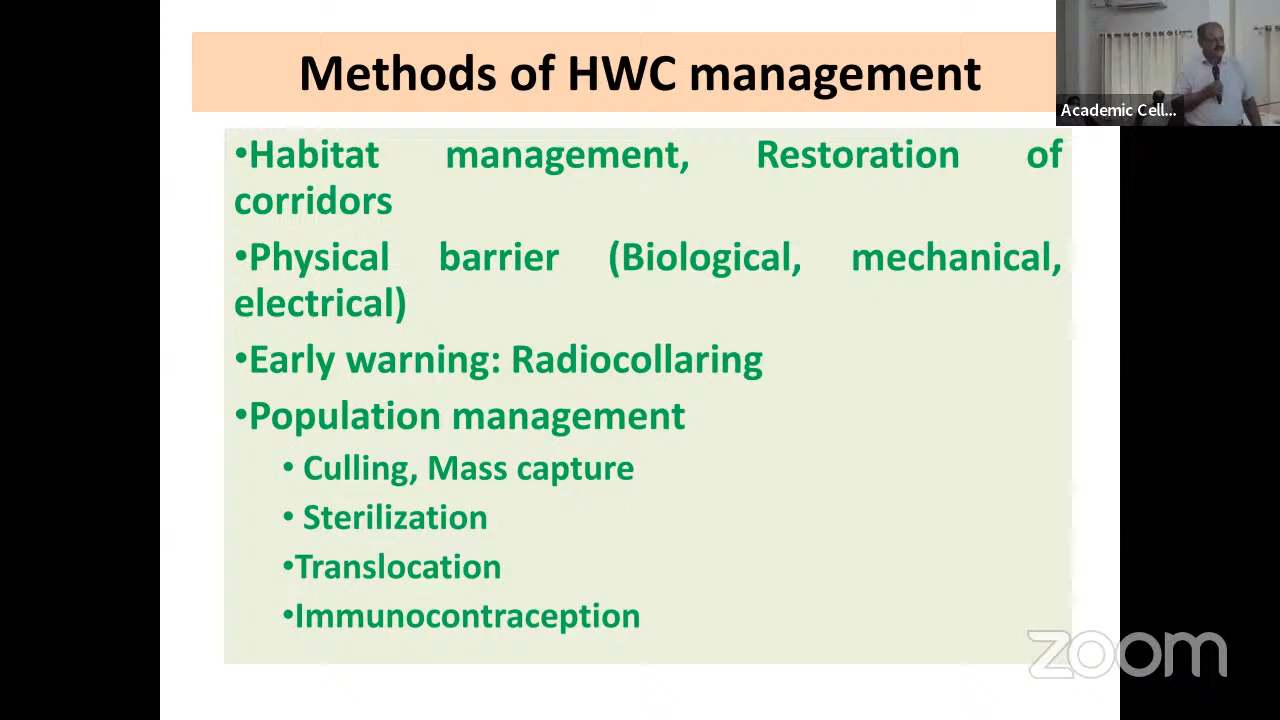 Methods of HWC management
Academic Cell...
•Habitat management, Restoration of
corridors
•Physical barrier (Biological, mechanical,
electrical)
•Early warning: Radiocollaring
•Population management
• Culling, Mass capture
• Sterilization
•Translocation
•Immunocontraception
zoom